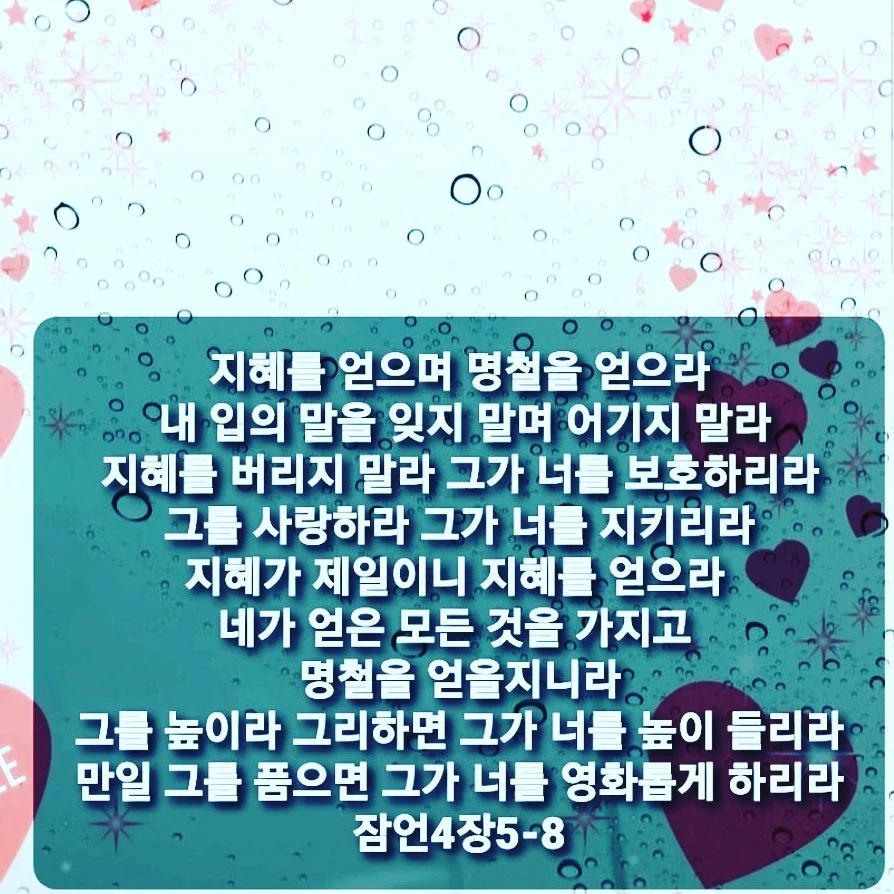 지혜를 얻으며 명철을 얻으라
내 입의 말을 잊지 말며 어기지 말라
지혜를 버리지 말라 그가 너를 보호하리라
그를 사랑하라 그가 너를 지키리라
지혜가 제일이니 지혜를 얻으라
네가 얻은 모든 것을 가지고
명철을 얻을지니라
그를 높이라 그리하면 그가 너를 높이 들리라
만일 그를 품으면 그가 너를 영화롭게 하리라
잠언4장5-8